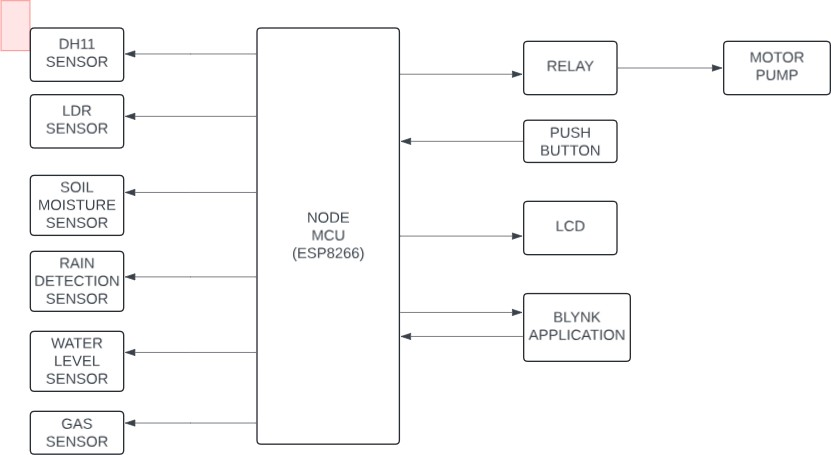 DH11
SENSOR
LDR
SENSOR
SOIL
MOISTURE
SENSOR
RAIN
DETECTION
SENSOR
WATER
LEVEL
SENSOR
GAS
SENSOR
NODE
MCU
(ESP8266)
RELAY
MOTOR
PUMP
PUSH
BUTTON
LCD
BLYNK
APPLICATION